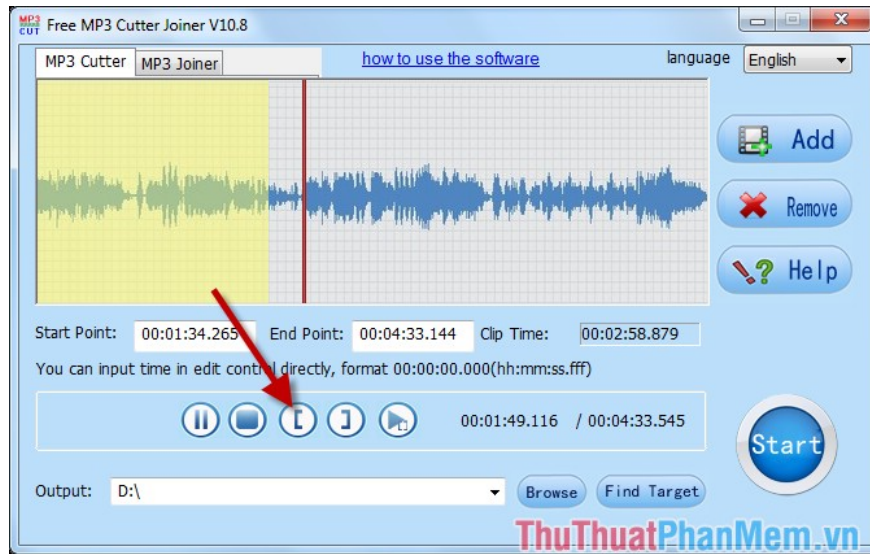 MP3 CUT Free MP3 Cutter Joiner V10.8
MP3 Cutter MP3 Joiner how to use the software language English
Add
Remove
Help
Start Point: 00:01:34.265 End Point: 00:04:33.144 Clip Time: 00:02:58.879
You can input time in edit control directly, format 00:00:00.000(hh:mm:ss.fff)
00:01:49.116 / 00:04:33.545
Start
Output: D:\ Browse Find Target
ThuThuatPhanMem.vn